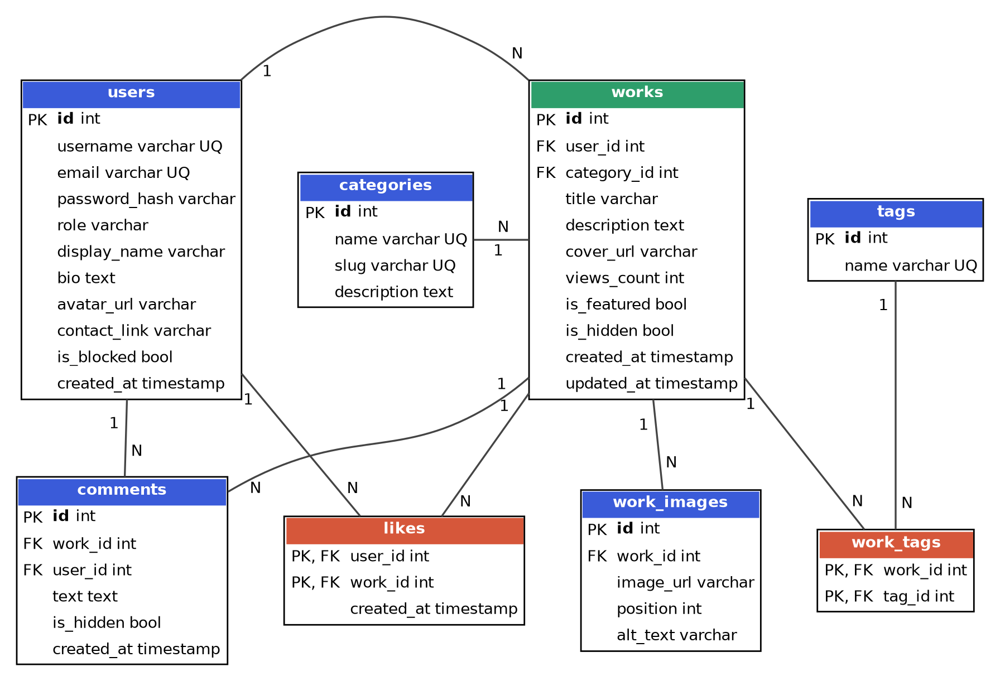 1
N
users
PK id int
username varchar UQ
email varchar UQ
password_hash varchar
role varchar
display_name varchar
bio text
avatar_url varchar
contact_link varchar
is_blocked bool
created_at timestamp
categories
PK id int
name varchar UQ
slug varchar UQ
description text
N
1
works
PK id int
FK user_id int
FK category_id int
title varchar
description text
cover_url varchar
views_count int
is_featured bool
is_hidden bool
created_at timestamp
updated_at timestamp
tags
PK id int
name varchar UQ
1
N
1
N
1
N
1
N
1
N
1
N
1
N
comments
PK id int
FK work_id int
FK user_id int
text text
is_hidden bool
created_at timestamp
likes
PK, FK user_id int
PK, FK work_id int
created_at timestamp
work_images
PK id int
FK work_id int
image_url varchar
position int
alt_text varchar
work_tags
PK, FK work_id int
PK, FK tag_id int